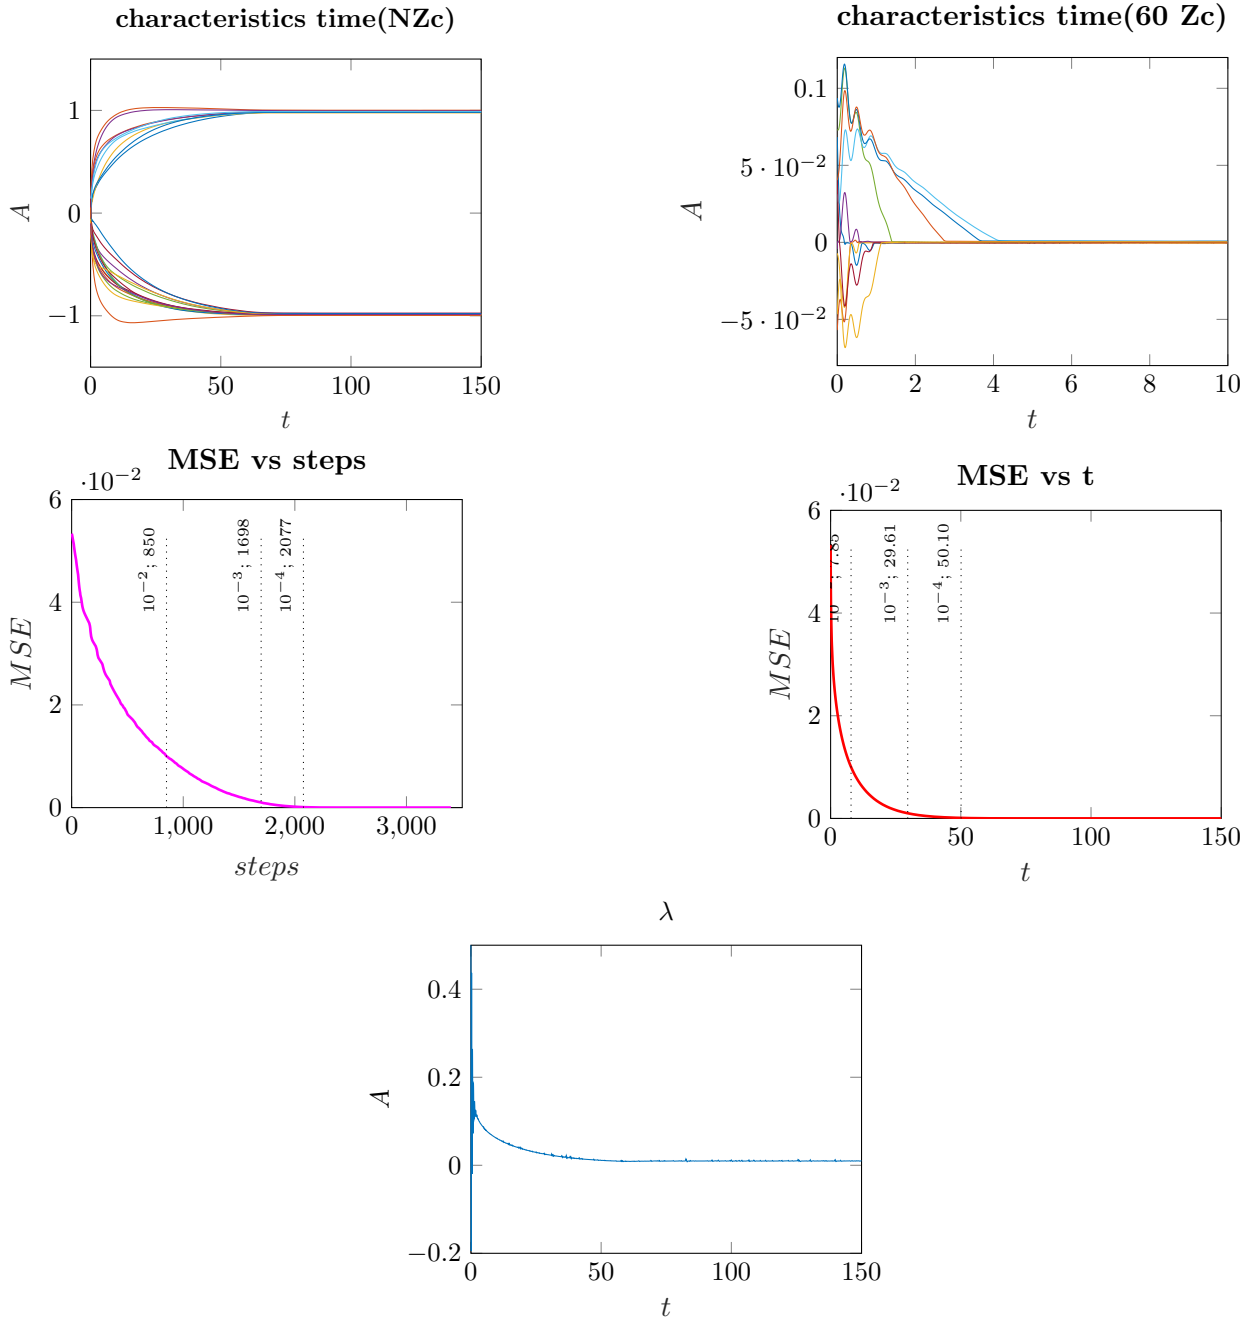 characteristics time(NZc)
1
0
−1
A
0 50 100 150
t
characteristics time(60 Zc)
0.1
5 · 10−2
0
−5 · 10−2
A
0 2 4 6 8 10
t
MSE vs steps
·10−2
6
4
2
0
MSE
10−2; 850
10−3; 1698
10−4; 2077
0 1,000 2,000 3,000
steps
MSE vs t
·10−2
6
4
2
0
MSE
7.85
10−3; 29.61
10−4; 50.10
0 50 100 150
t
λ
0.4
0.2
0
−0.2
A
0 50 100 150
t